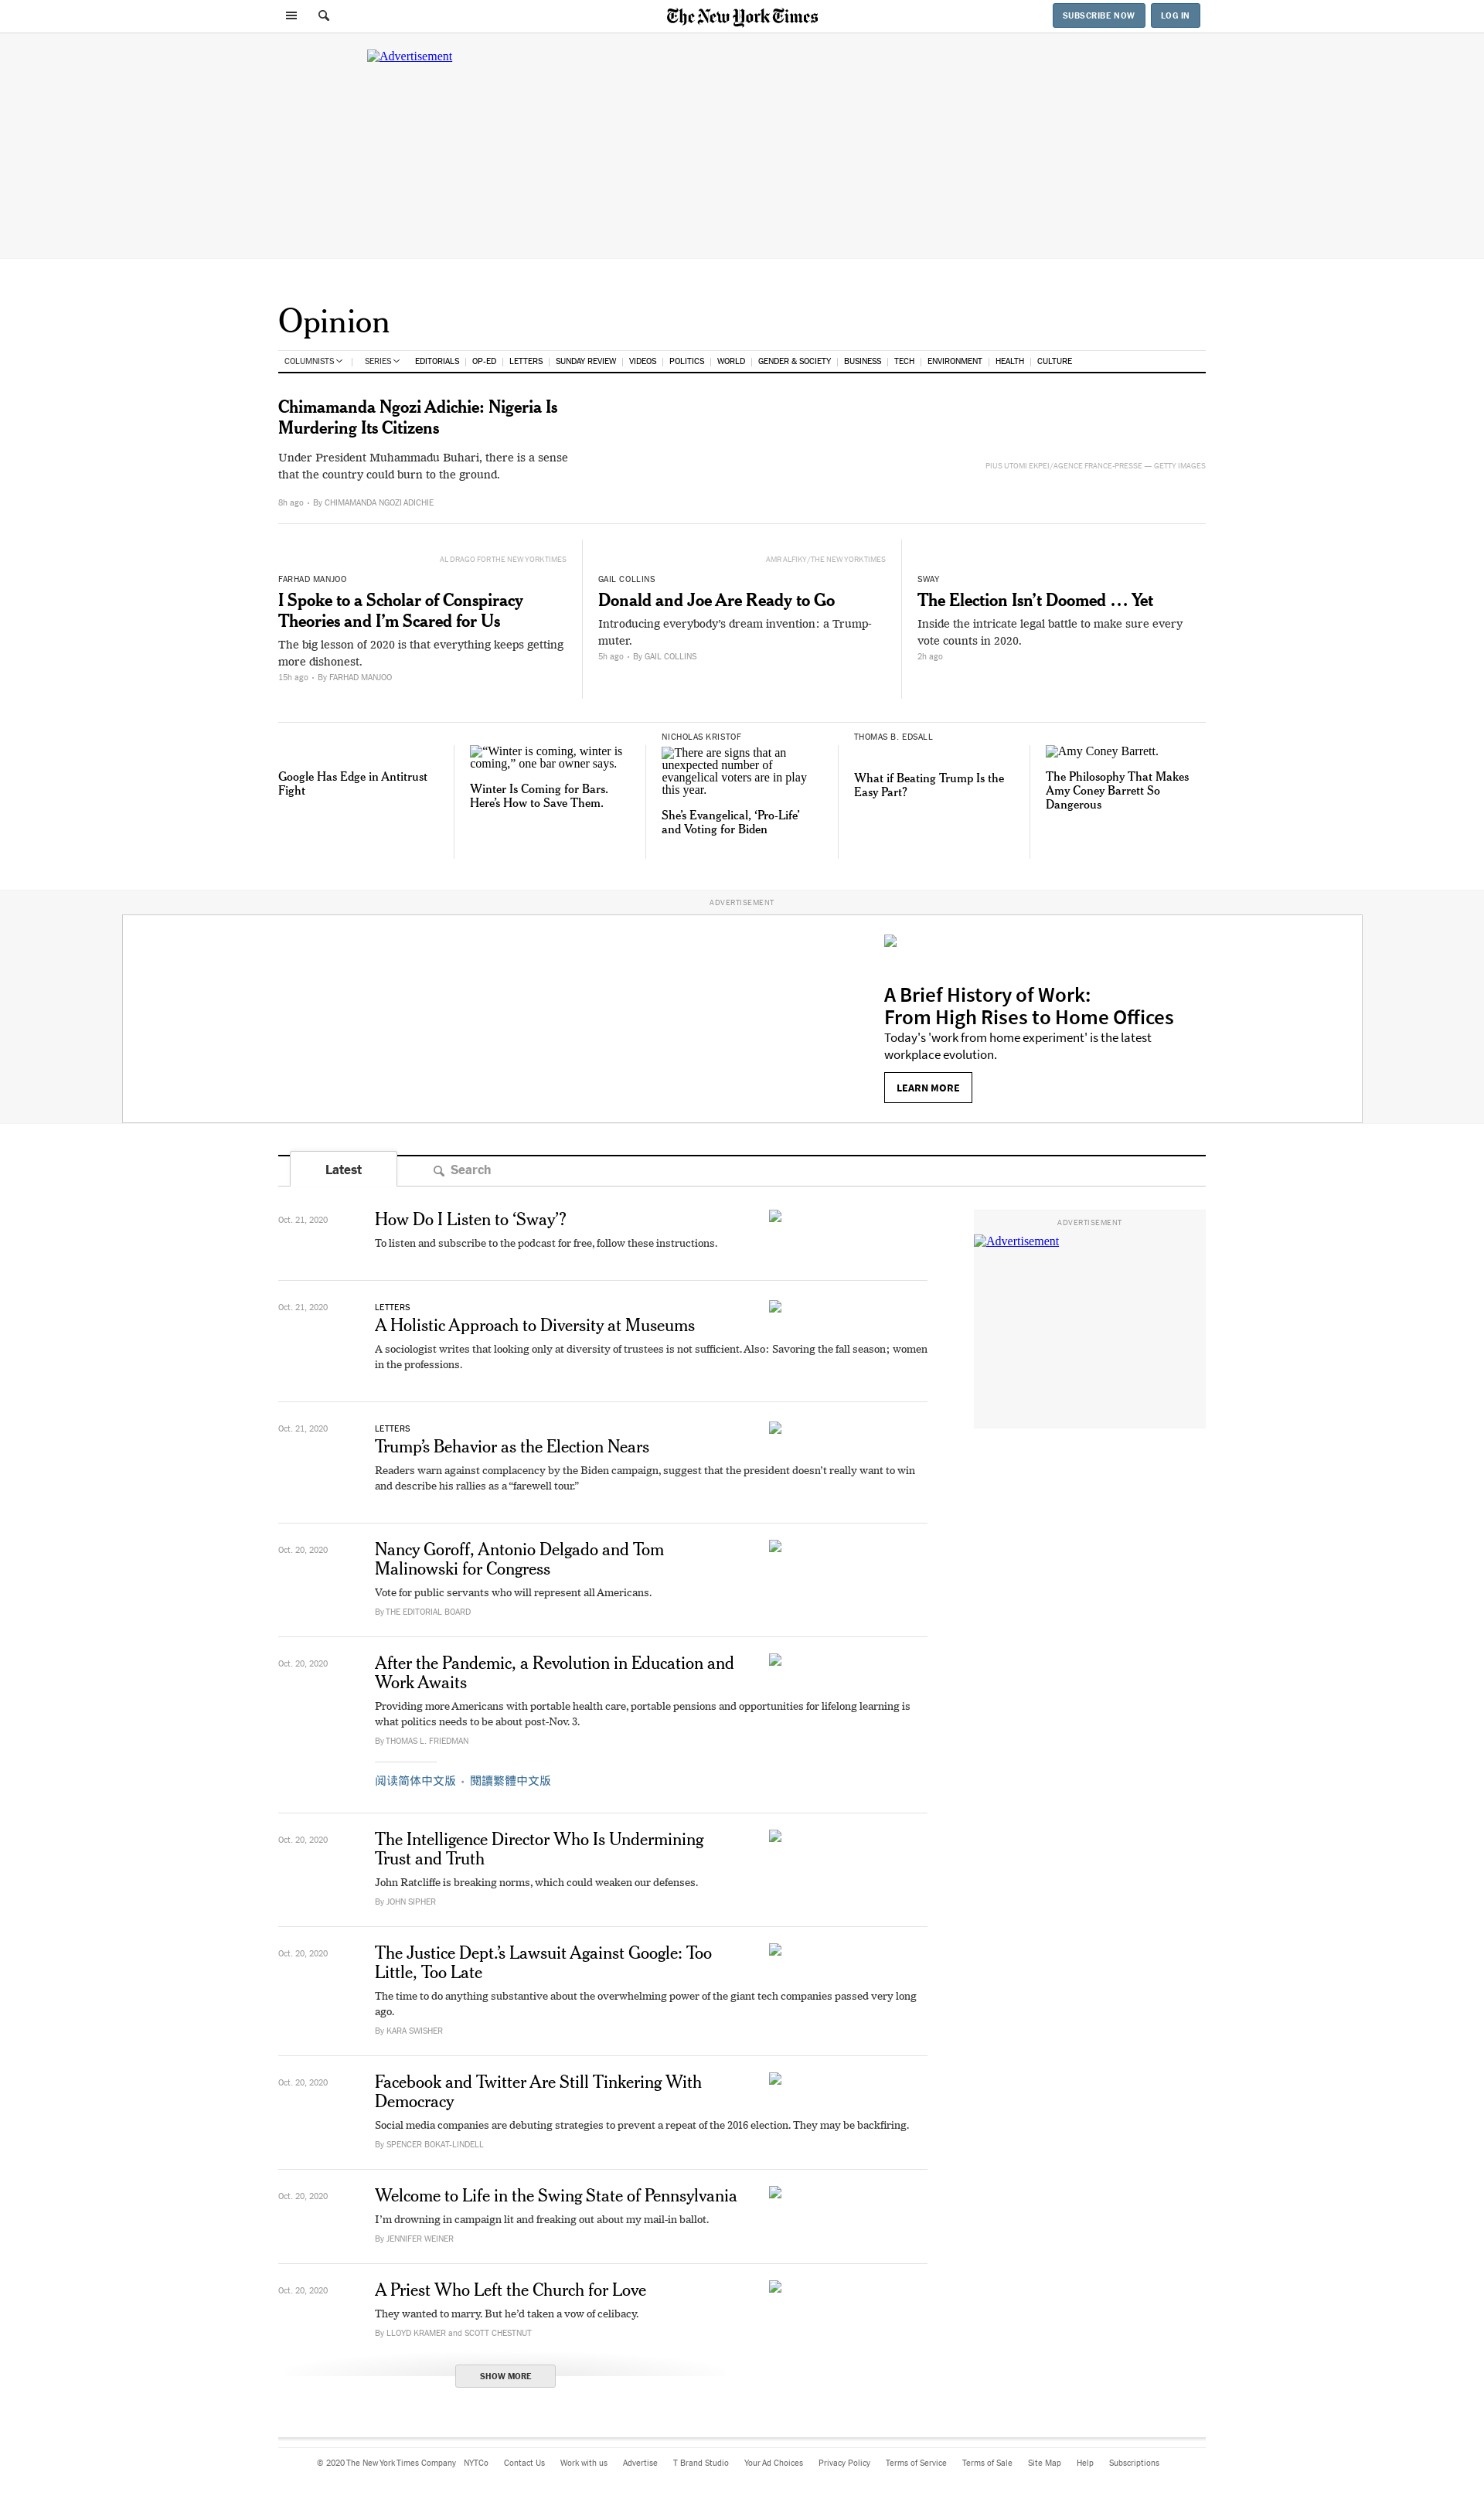 The New York Times
SUBSCRIBE NOW
LOG IN
Advertisement
Opinion
COLUMNISTS | SERIES EDITORIALS | OP-ED | LETTERS | SUNDAY REVIEW | VIDEOS | POLITICS | WORLD | GENDER & SOCIETY | BUSINESS | TECH | ENVIRONMENT | HEALTH | CULTURE
Chimamanda Ngozi Adichie: Nigeria Is
Murdering Its Citizens
Under President Muhammadu Buhari, there is a sense
that the country could burn to the ground.
8h ago • By CHIMAMANDA NGOZI ADICHIE
PIUS UTOMI EKPEI/AGENCE FRANCE-PRESSE — GETTY IMAGES
AL DRAGO FOR THE NEW YORK TIMES
FARHAD MANJOO
I Spoke to a Scholar of Conspiracy
Theories and I’m Scared for Us
The big lesson of 2020 is that everything keeps getting
more dishonest.
15h ago • By FARHAD MANJOO
AMR ALFIKY/THE NEW YORK TIMES
GAIL COLLINS
Donald and Joe Are Ready to Go
Introducing everybody’s dream invention: a Trump-
muter.
5h ago • By GAIL COLLINS
SWAY
The Election Isn’t Doomed … Yet
Inside the intricate legal battle to make sure every
vote counts in 2020.
2h ago
Google Has Edge in Antitrust
Fight
“Winter is coming, winter is
coming,” one bar owner says.
Winter Is Coming for Bars.
Here’s How to Save Them.
NICHOLAS KRISTOF
There are signs that an
unexpected number of
evangelical voters are in play
this year.
She’s Evangelical, ‘Pro-Life’
and Voting for Biden
THOMAS B. EDSALL
What if Beating Trump Is the
Easy Part?
Amy Coney Barrett.
The Philosophy That Makes
Amy Coney Barrett So
Dangerous
ADVERTISEMENT
A Brief History of Work:
From High Rises to Home Offices
Today's 'work from home experiment' is the latest
workplace evolution.
LEARN MORE
Latest
Search
Oct. 21, 2020
How Do I Listen to ‘Sway’?
To listen and subscribe to the podcast for free, follow these instructions.
ADVERTISEMENT
Advertisement
Oct. 21, 2020
LETTERS
A Holistic Approach to Diversity at Museums
A sociologist writes that looking only at diversity of trustees is not sufficient. Also: Savoring the fall season; women
in the professions.
Oct. 21, 2020
LETTERS
Trump’s Behavior as the Election Nears
Readers warn against complacency by the Biden campaign, suggest that the president doesn’t really want to win
and describe his rallies as a “farewell tour.”
Oct. 20, 2020
Nancy Goroff, Antonio Delgado and Tom
Malinowski for Congress
Vote for public servants who will represent all Americans.
By THE EDITORIAL BOARD
Oct. 20, 2020
After the Pandemic, a Revolution in Education and
Work Awaits
Providing more Americans with portable health care, portable pensions and opportunities for lifelong learning is
what politics needs to be about post-Nov. 3.
By THOMAS L. FRIEDMAN
阅读简体中文版 • 閱讀繁體中文版
Oct. 20, 2020
The Intelligence Director Who Is Undermining
Trust and Truth
John Ratcliffe is breaking norms, which could weaken our defenses.
By JOHN SIPHER
Oct. 20, 2020
The Justice Dept.’s Lawsuit Against Google: Too
Little, Too Late
The time to do anything substantive about the overwhelming power of the giant tech companies passed very long
ago.
By KARA SWISHER
Oct. 20, 2020
Facebook and Twitter Are Still Tinkering With
Democracy
Social media companies are debuting strategies to prevent a repeat of the 2016 election. They may be backfiring.
By SPENCER BOKAT-LINDELL
Oct. 20, 2020
Welcome to Life in the Swing State of Pennsylvania
I’m drowning in campaign lit and freaking out about my mail-in ballot.
By JENNIFER WEINER
Oct. 20, 2020
A Priest Who Left the Church for Love
They wanted to marry. But he’d taken a vow of celibacy.
By LLOYD KRAMER and SCOTT CHESTNUT
SHOW MORE
© 2020 The New York Times Company NYTCo Contact Us Work with us Advertise T Brand Studio Your Ad Choices Privacy Policy Terms of Service Terms of Sale Site Map Help Subscriptions